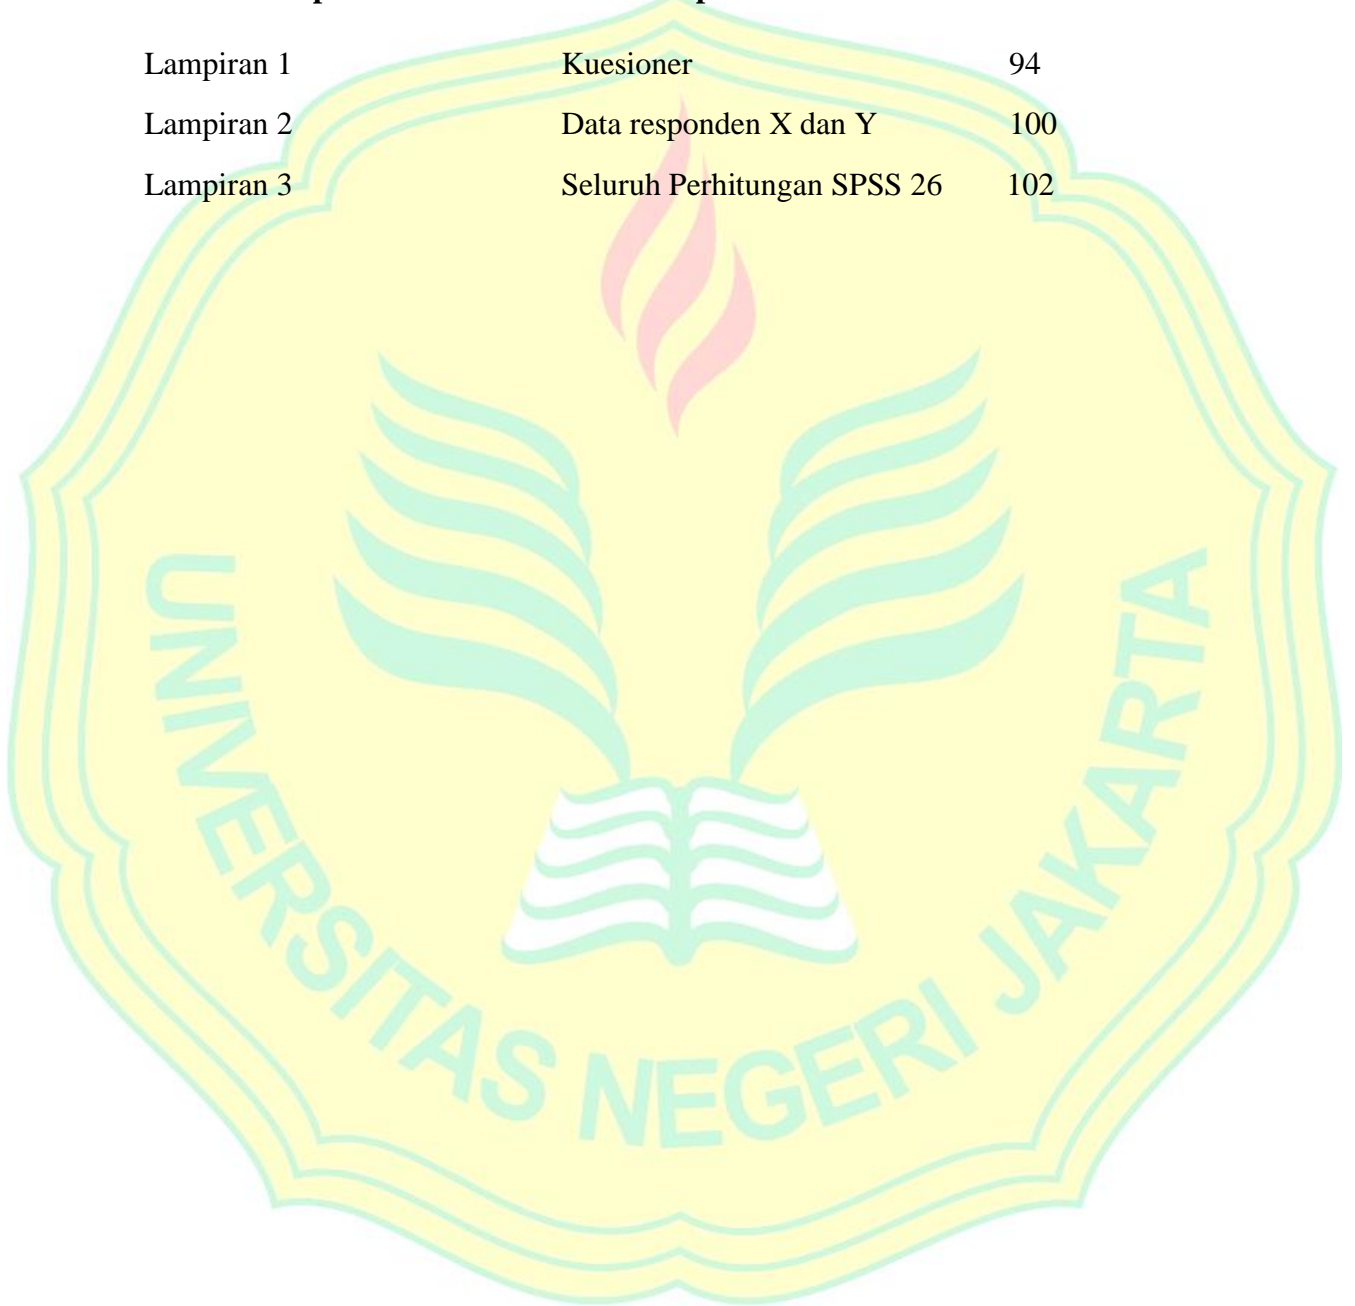 Lampiran 1 Kuesioner 94
Lampiran 2 Data responden X dan Y 100
Lampiran 3 Seluruh Perhitungan SPSS 26 102
UNIVERSITAS NEGERI JAKARTA